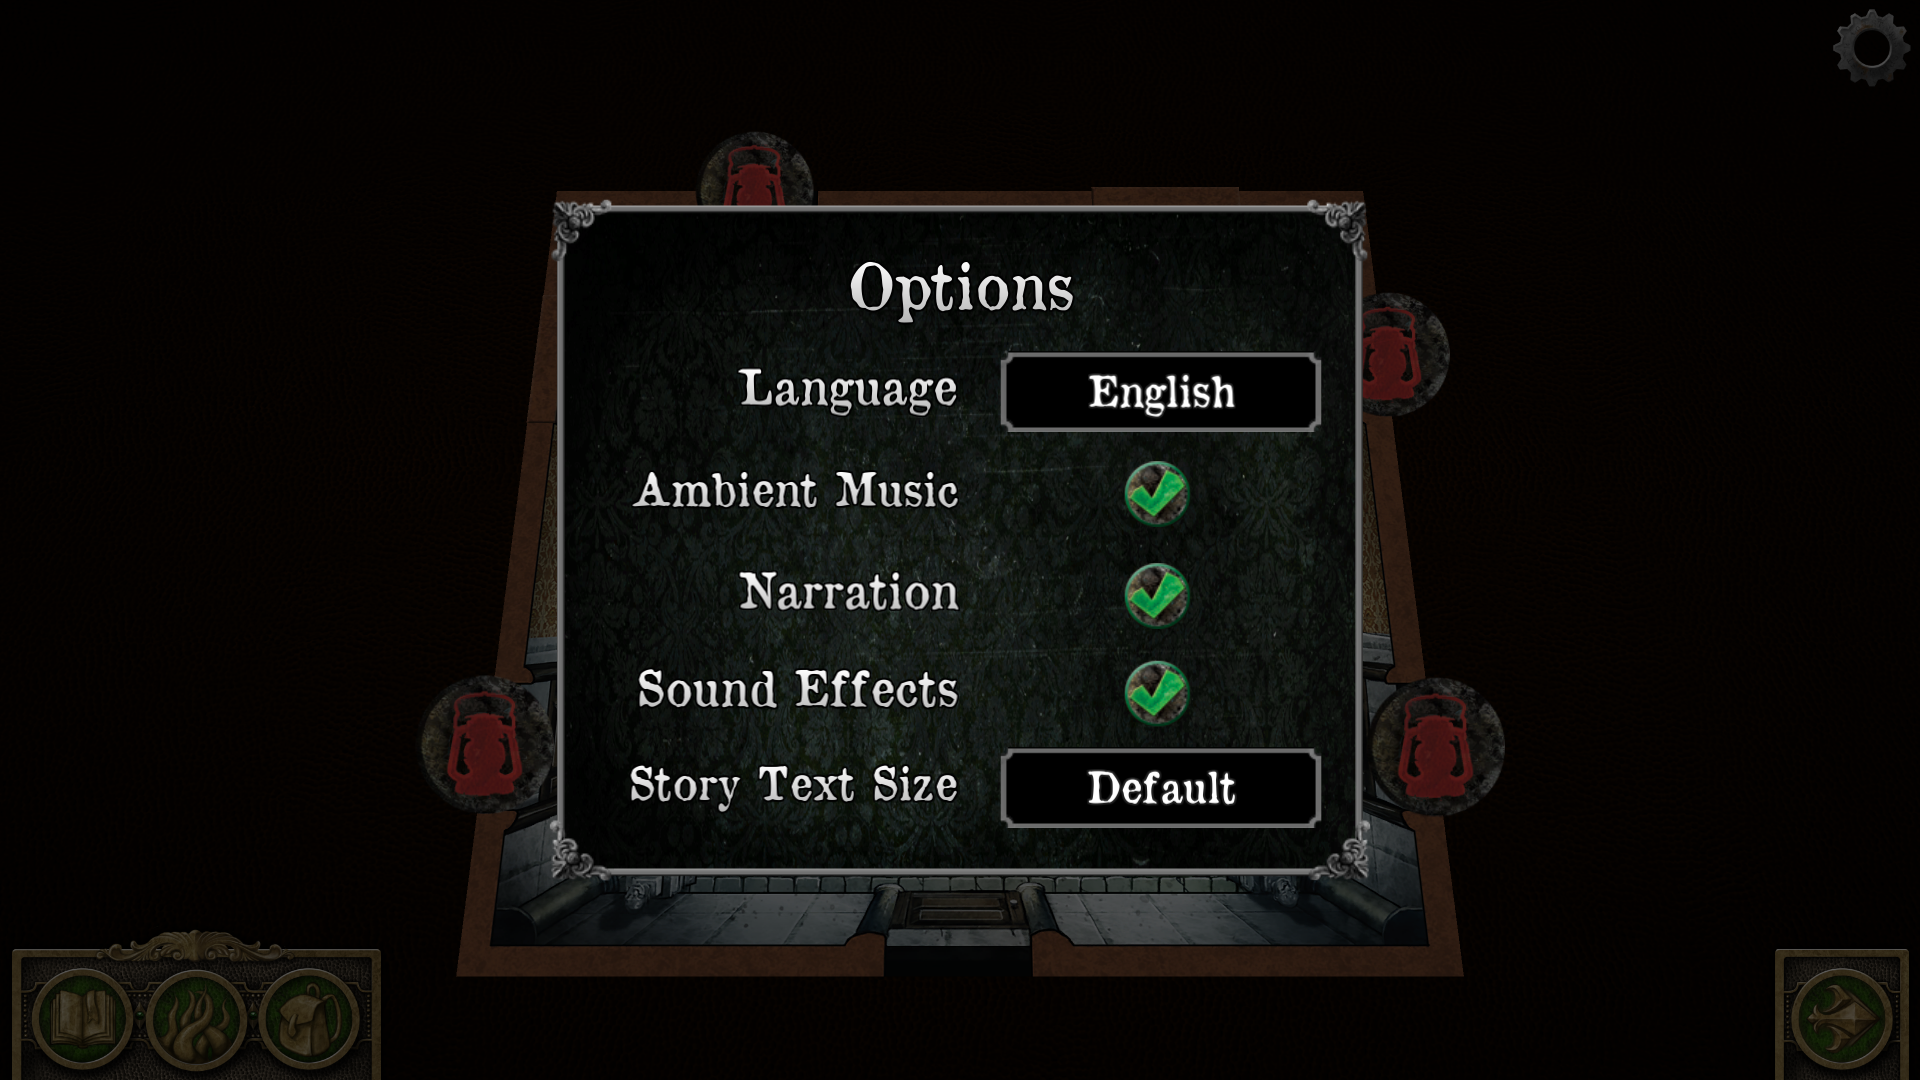 Options
Language English
Ambient Music
Narration
Sound Effects
Story Text Size Default